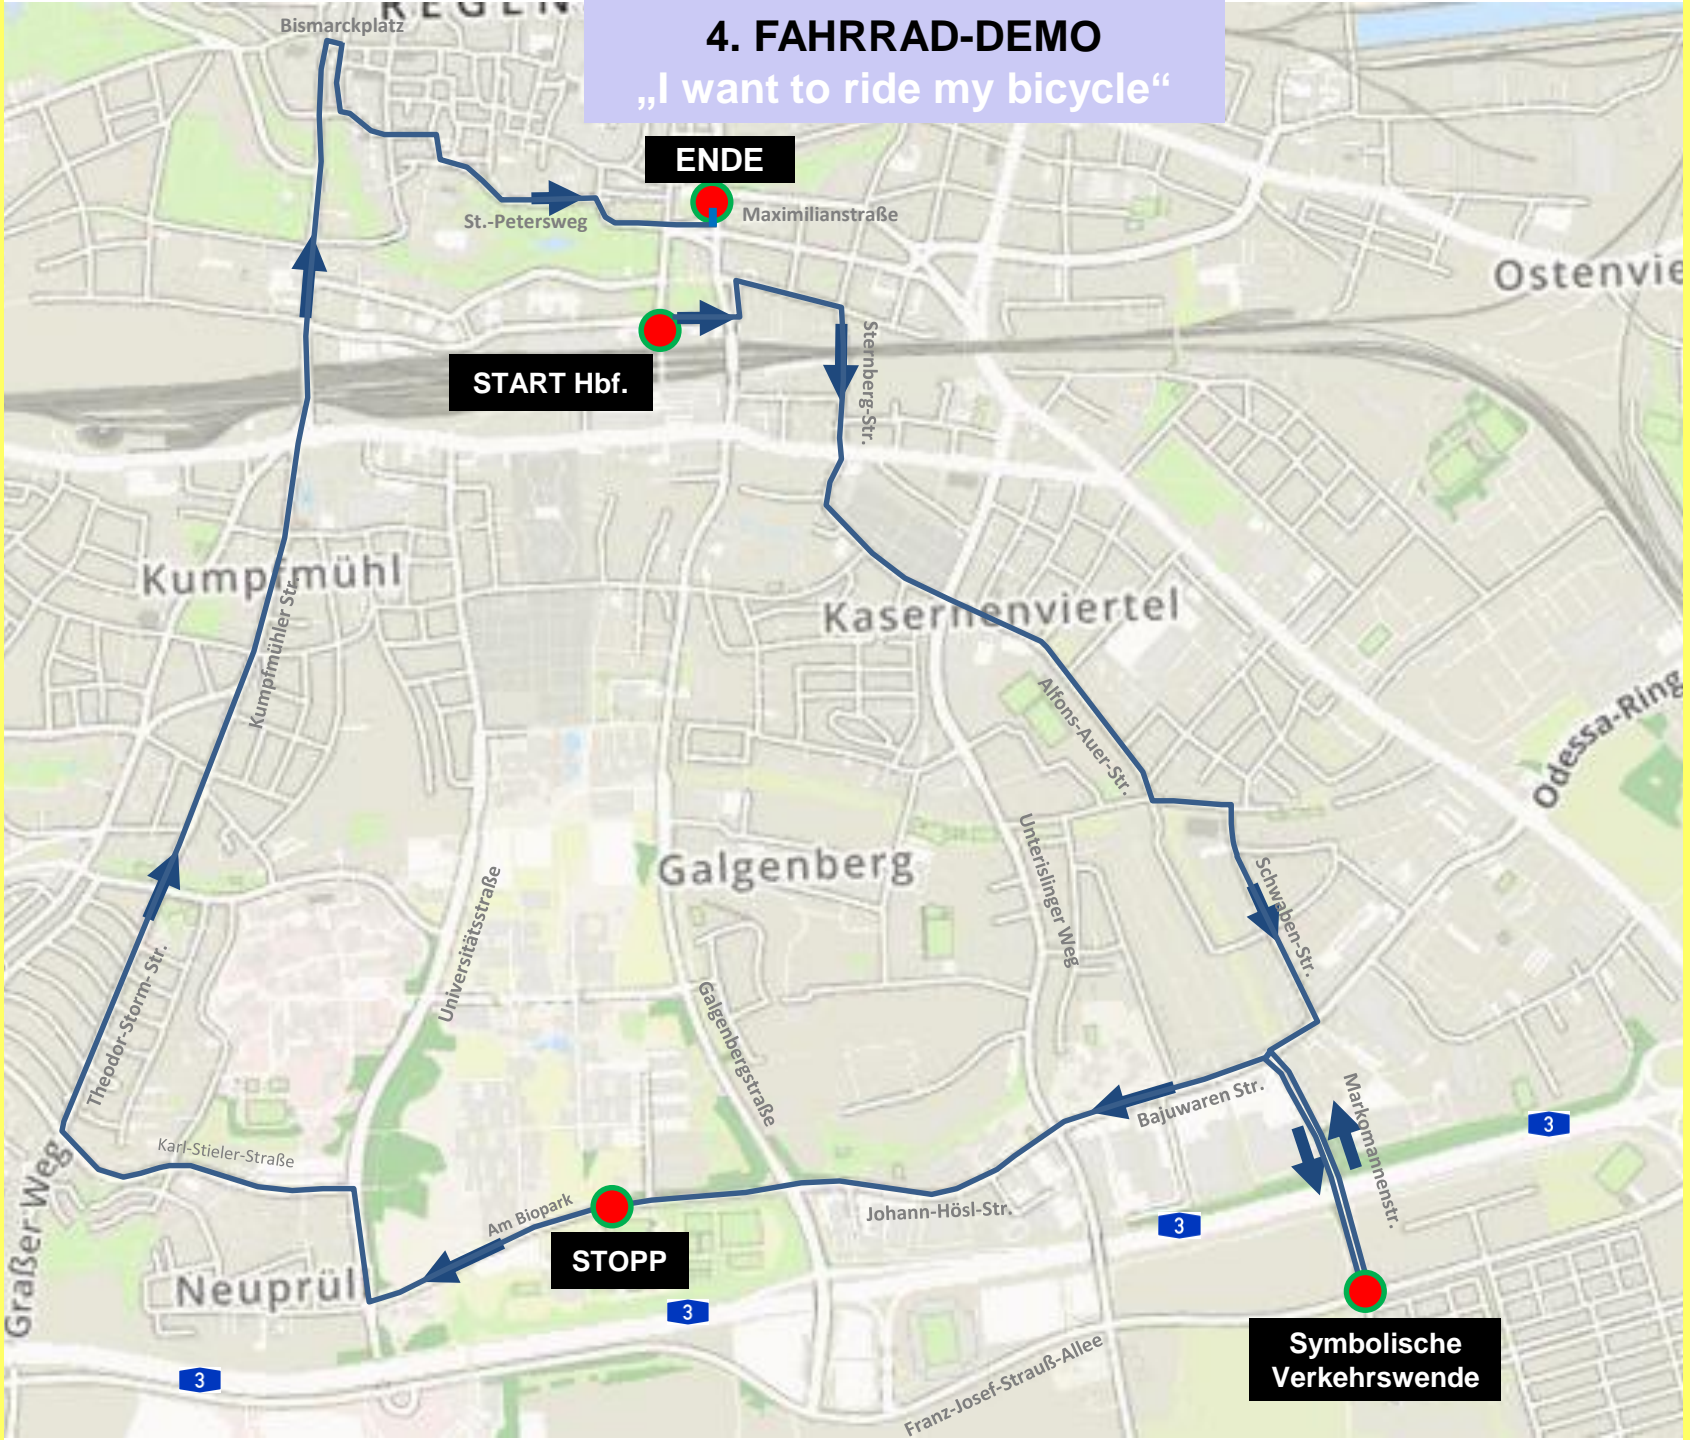 REGEN
4. FAHRRAD-DEMO
„I want to ride my bicycle“
Bismarckplatz
ENDE
St.-Petersweg
Maximilianstraße
Ostenvie
START Hbf.
Sternberg-Str.
Kumpfmühl
Kumpfmühler Str.
Kasernenviertel
Alfons-Auer-Str.
Odessa-Ring
Galgenberg
Unterislinger Weg
Schwaben-Str.
Universitätsstraße
Theodor-Storm- Str.
Galgenbergstraße
Karl-Stieler-Straße
Graßer Weg
Bajuwaren Str.
Markomannenstr.
3
Am Biopark
Johann-Hösl-Str.
3
STOPP
Neuprül
3
Symbolische
Verkehrswende
3
Franz-Josef-Strauß-Allee